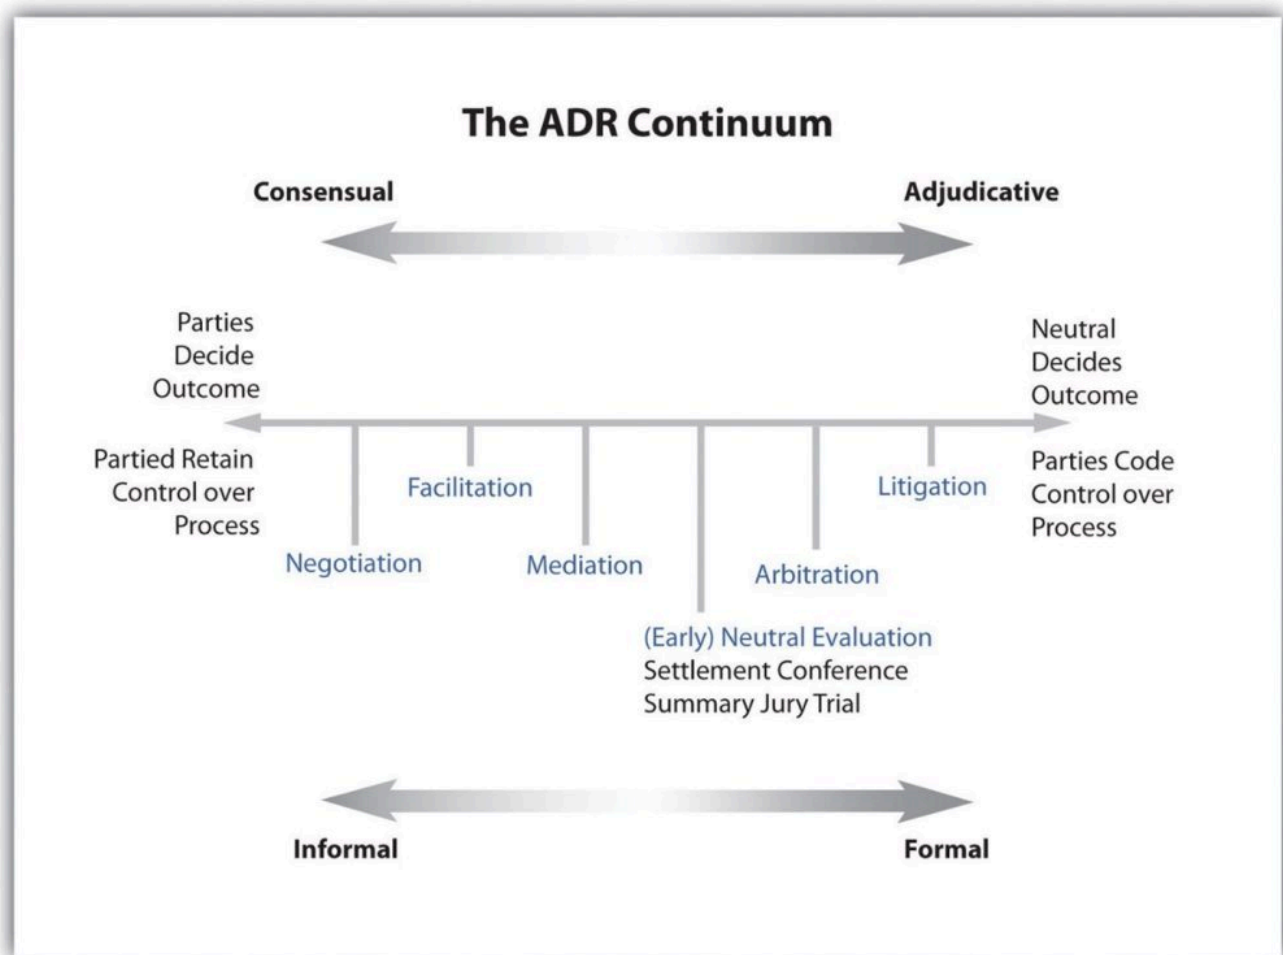 The ADR Continuum
Consensual
Adjudicative
Parties
Decide
Outcome
Neutral
Decides
Outcome
Partied Retain
Control over
Process
Parties Code
Control over
Process
Facilitation
Litigation
Negotiation
Mediation
Arbitration
(Early) Neutral Evaluation
Settlement Conference
Summary Jury Trial
Informal
Formal